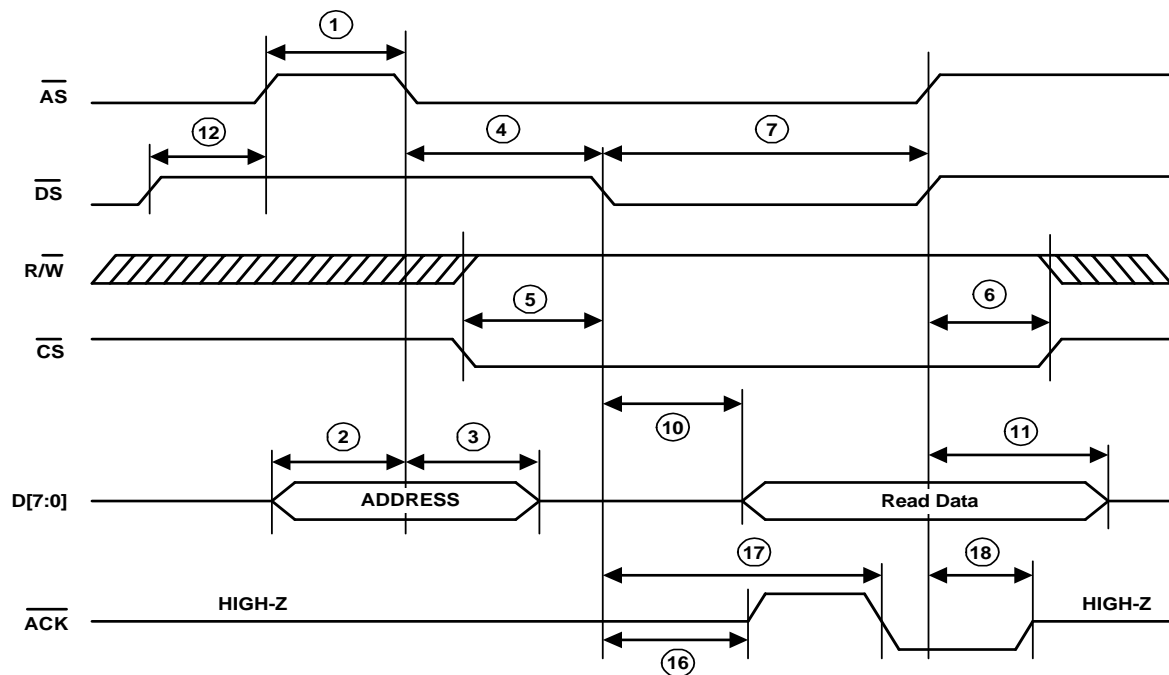 1
AS
12
4
7
DS
R/W
5
6
CS
10
2
3
11
D[7:0]
ADDRESS
Read Data
17
18
HIGH-Z
HIGH-Z
ACK
16